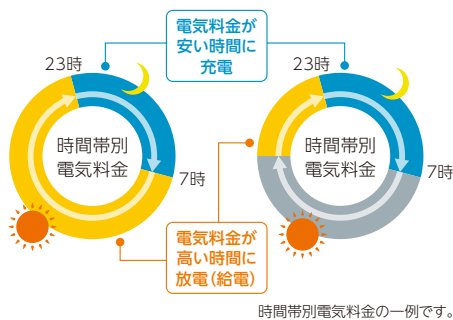 電気料金が
安い時間に
充電
23時
時間帯別
電気料金
7時
23時
時間帯別
電気料金
7時
電気料金が
高い時間に
放電(給電)
時間帯別電気料金の一例です。